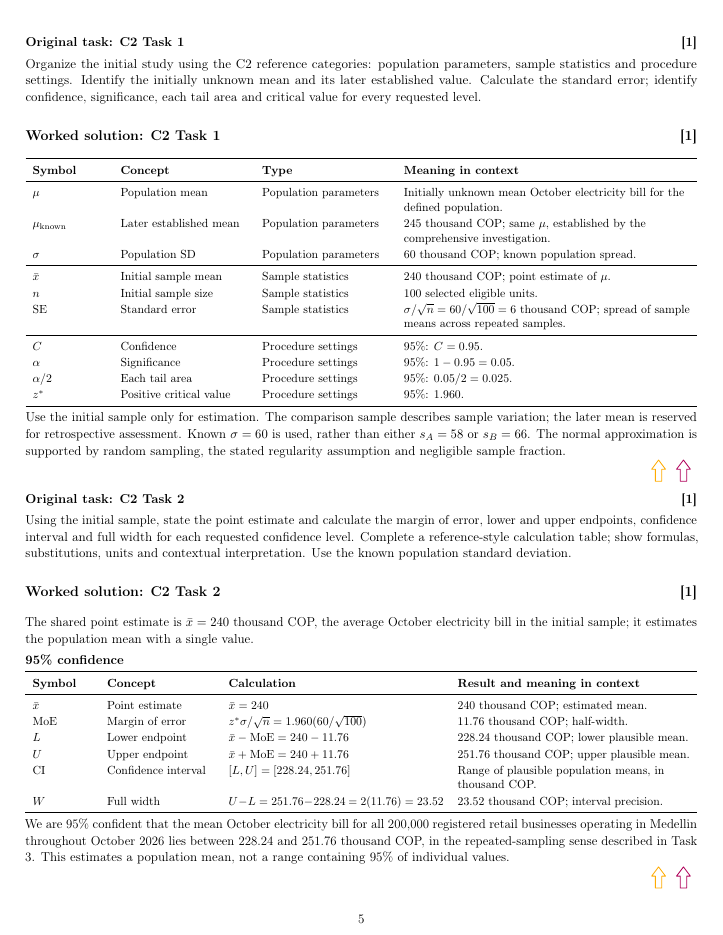 Original task: C2 Task 1 [1]
Organize the initial study using the C2 reference categories: population parameters, sample statistics and procedure
settings. Identify the initially unknown mean and its later established value. Calculate the standard error; identify
confidence, significance, each tail area and critical value for every requested level.
Worked solution: C2 Task 1 [1]
Symbol Concept Type Meaning in context
μ Population mean Population parameters Initially unknown mean October electricity bill for the
defined population.
μknown Later established mean Population parameters 245 thousand COP; same μ, established by the
comprehensive investigation.
σ Population SD Population parameters 60 thousand COP; known population spread.
x̄ Initial sample mean Sample statistics 240 thousand COP; point estimate of μ.
n Initial sample size Sample statistics 100 selected eligible units.
SE Standard error Sample statistics σ/√n = 60/√100 = 6 thousand COP; spread of sample
means across repeated samples.
C Confidence Procedure settings 95%: C = 0.95.
α Significance Procedure settings 95%: 1 − 0.95 = 0.05.
α/2 Each tail area Procedure settings 95%: 0.05/2 = 0.025.
z* Positive critical value Procedure settings 95%: 1.960.
Use the initial sample only for estimation. The comparison sample describes sample variation; the later mean is reserved
for retrospective assessment. Known σ = 60 is used, rather than either sA = 58 or sB = 66. The normal approximation is
supported by random sampling, the stated regularity assumption and negligible sample fraction.
Original task: C2 Task 2 [1]
Using the initial sample, state the point estimate and calculate the margin of error, lower and upper endpoints, confidence
interval and full width for each requested confidence level. Complete a reference-style calculation table; show formulas,
substitutions, units and contextual interpretation. Use the known population standard deviation.
Worked solution: C2 Task 2 [1]
The shared point estimate is x̄ = 240 thousand COP, the average October electricity bill in the initial sample; it estimates
the population mean with a single value.
95% confidence
Symbol Concept Calculation Result and meaning in context
x̄ Point estimate x̄ = 240 240 thousand COP; estimated mean.
MoE Margin of error z*σ/√n = 1.960(60/√100) 11.76 thousand COP; half-width.
L Lower endpoint x̄ − MoE = 240 − 11.76 228.24 thousand COP; lower plausible mean.
U Upper endpoint x̄ + MoE = 240 + 11.76 251.76 thousand COP; upper plausible mean.
CI Confidence interval [L, U] = [228.24, 251.76] Range of plausible population means, in
thousand COP.
W Full width U−L = 251.76−228.24 = 2(11.76) = 23.52 23.52 thousand COP; interval precision.
We are 95% confident that the mean October electricity bill for all 200,000 registered retail businesses operating in Medellin
throughout October 2026 lies between 228.24 and 251.76 thousand COP, in the repeated-sampling sense described in Task
3. This estimates a population mean, not a range containing 95% of individual values.
5